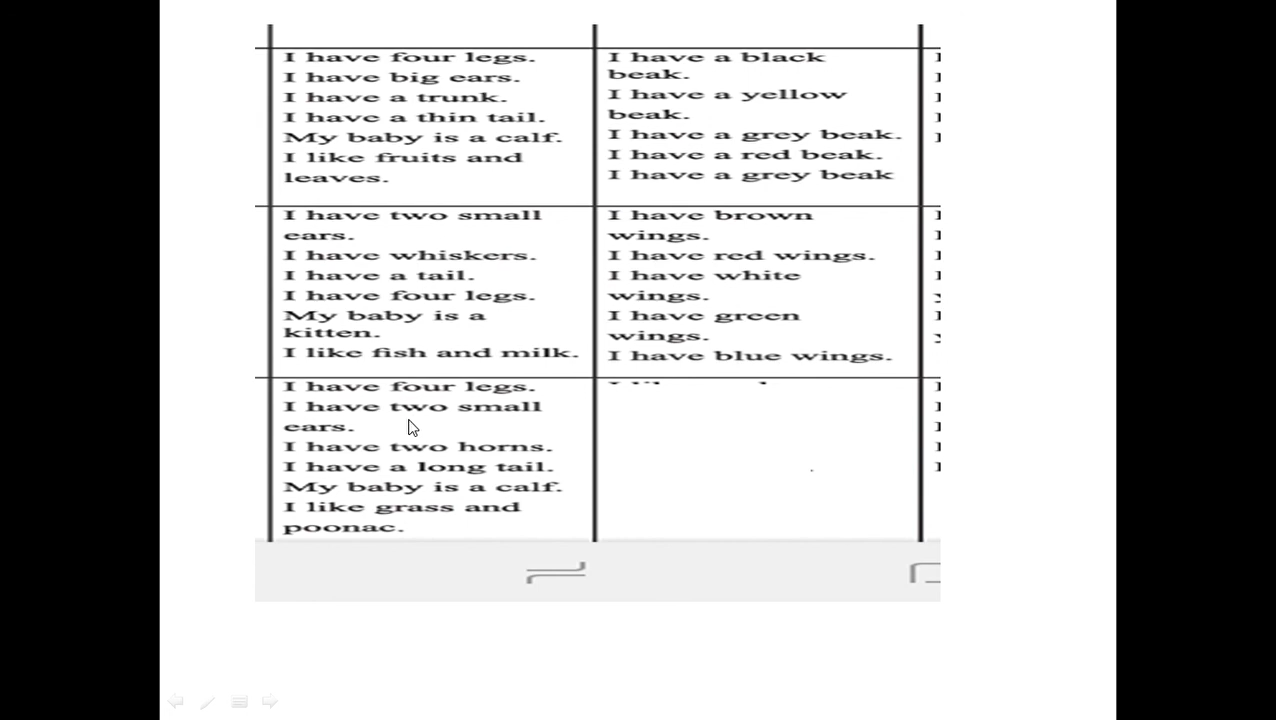 I have four legs.
I have big ears.
I have a trunk.
I have a thin tail.
My baby is a calf.
I like fruits and
leaves.
I have a black
beak.
I have a yellow
beak.
I have a grey beak.
I have a red beak.
I have a grey beak
I have two small
ears.
I have whiskers.
I have a tail.
I have four legs.
My baby is a
kitten.
I like fish and milk.
I have brown
wings.
I have red wings.
I have white
wings.
I have green
wings.
I have blue wings.
I have four legs.
I have two small
ears.
I have two horns.
I have a long tail.
My baby is a calf.
I like grass and
poonac.